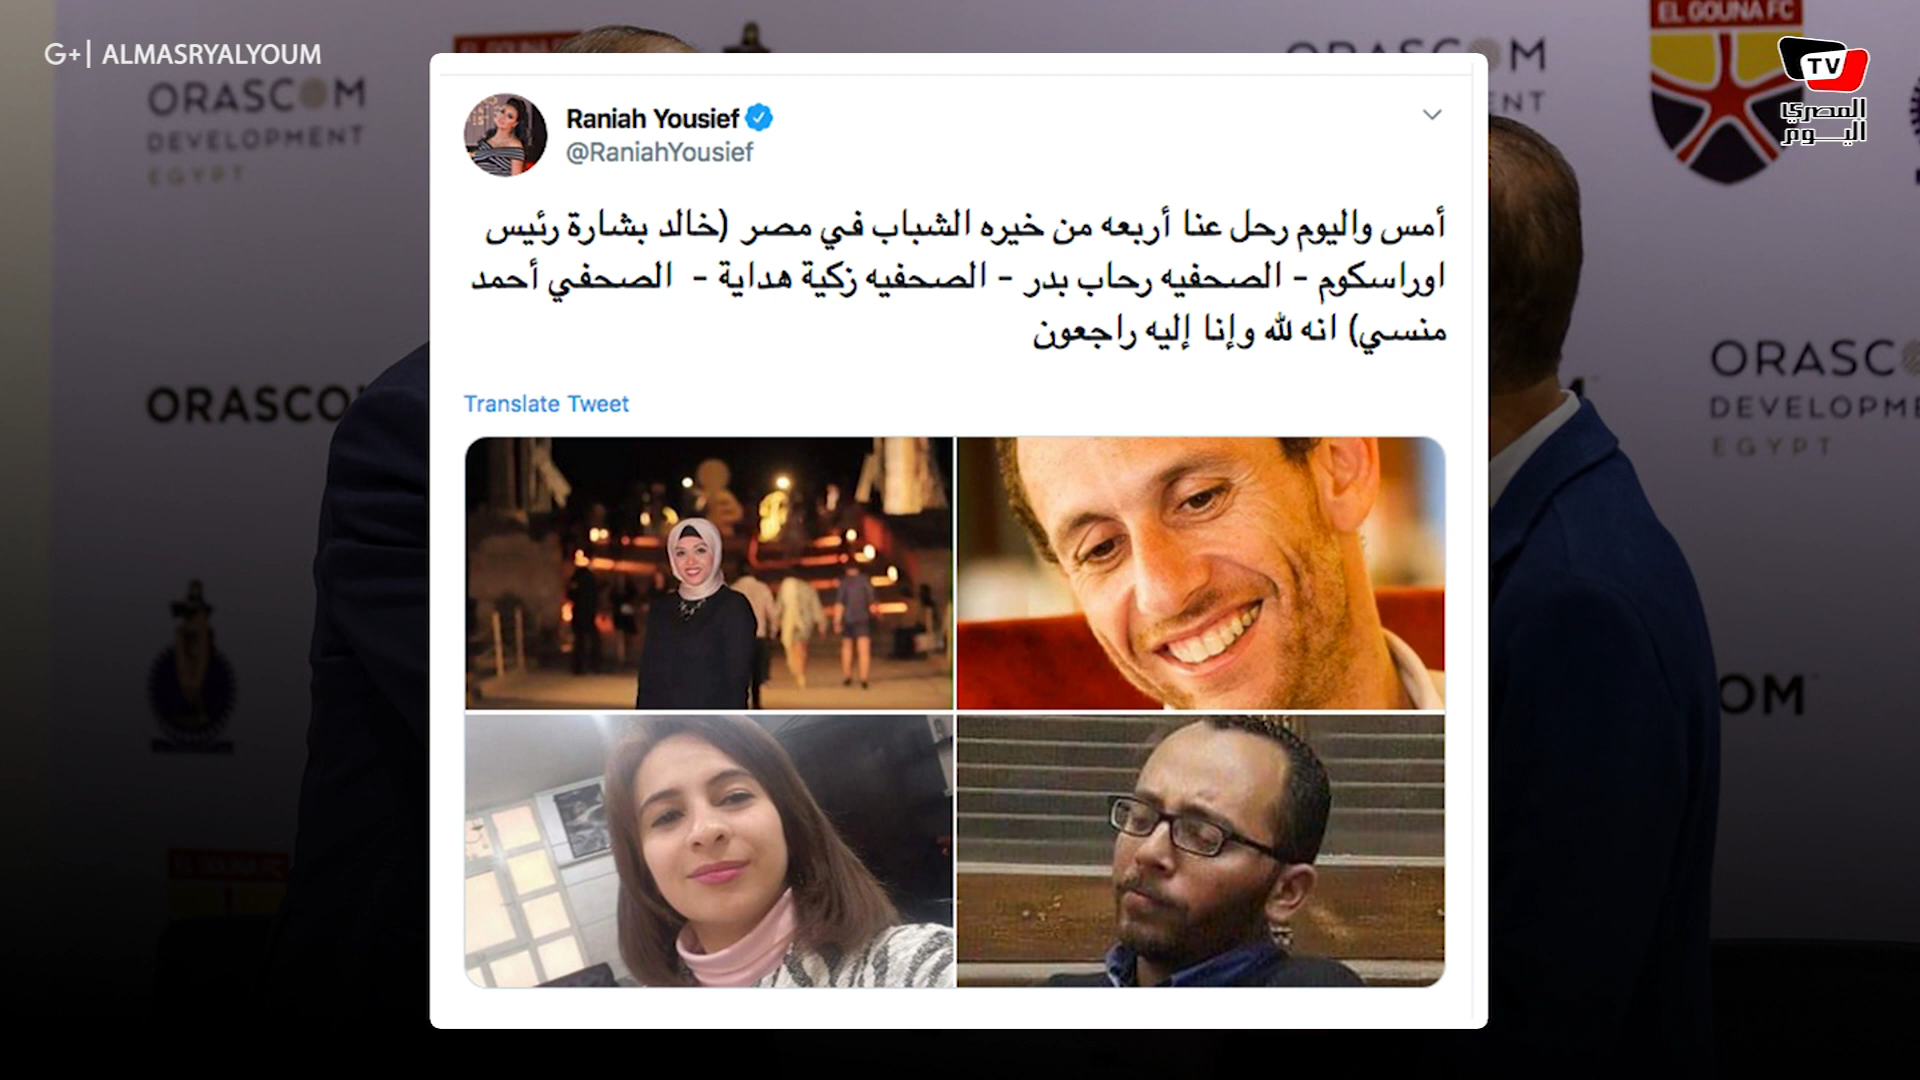 G+| ALMASRYALYOUM
EL GOUNA FC
TV
المصري
اليوم
ORASCOM
DEVELOPMENT
EGYPT
Raniah Yousief
@RaniahYousief
أمس واليوم رحل عنا أربعه من خيره الشباب في مصر (خالد بشارة رئيس
اوراسكوم - الصحفيه رحاب بدر - الصحفيه زكية هداية - الصحفي أحمد
منسي) انه لله وإنا إليه راجعون
Translate Tweet
ORASCO
ORASC
DEVELOPME
EGYPT
OM